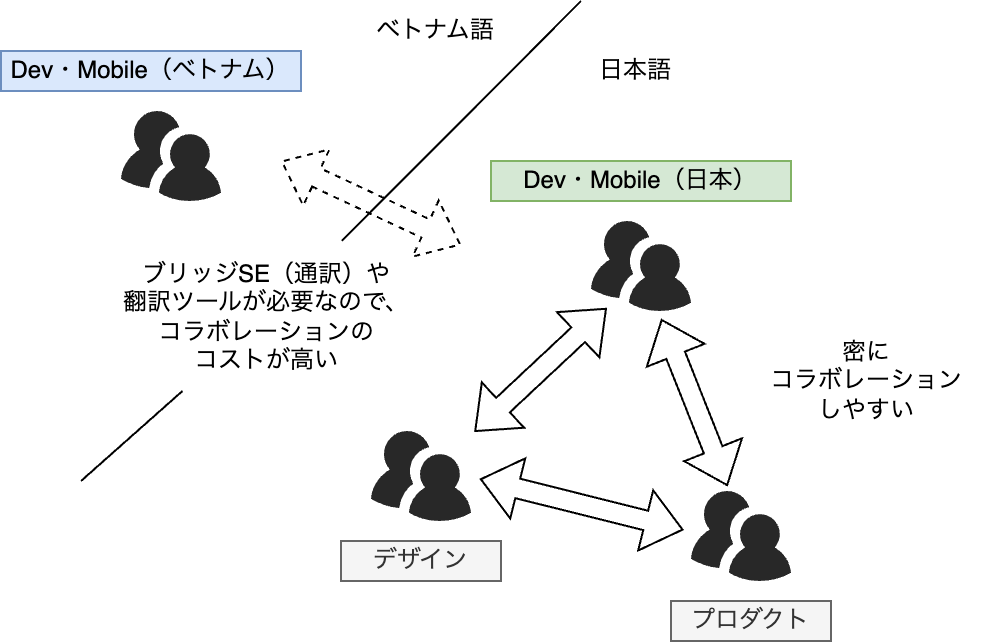 ベトナム語
Dev・Mobile（ベトナム）
日本語
Dev・Mobile（日本）
ブリッジSE（通訳）や
翻訳ツールが必要なので、
コラボレーションの
コストが高い
密に
コラボレーション
しやすい
デザイン
プロダクト